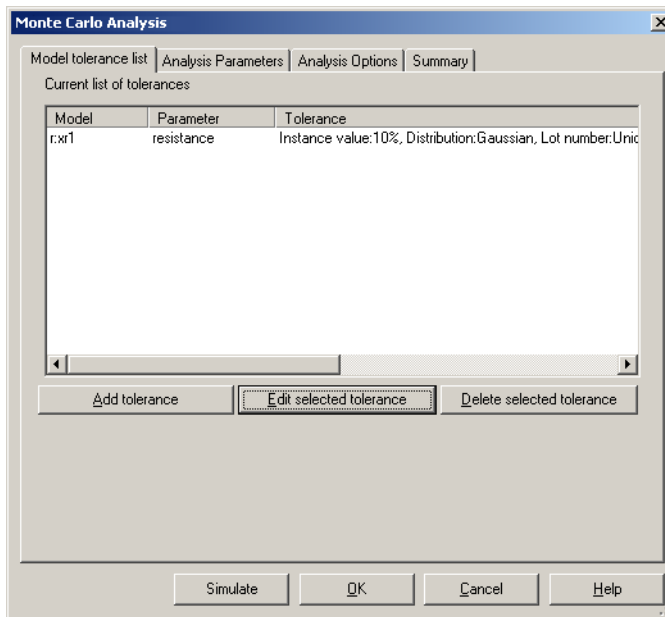 Monte Carlo Analysis
Model tolerance list Analysis Parameters Analysis Options Summary
Current list of tolerances
Model Parameter Tolerance
r:xr1 resistance Instance value:10%, Distribution:Gaussian, Lot number:Unic
Add tolerance Edit selected tolerance Delete selected tolerance
Simulate OK Cancel Help